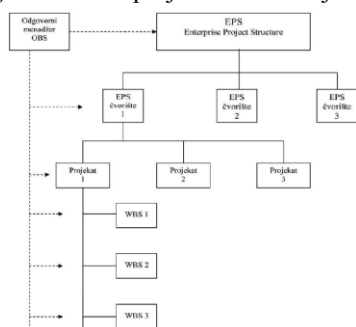 Odgovorni
menadžer
OBS
EPS
Enterprise Project Structure
EPS
čvorište
1
EPS
čvorište
2
EPS
čvorište
3
Projekat
1
Projekat
2
Projekat
3
WBS 1
WBS 2
WBS 3